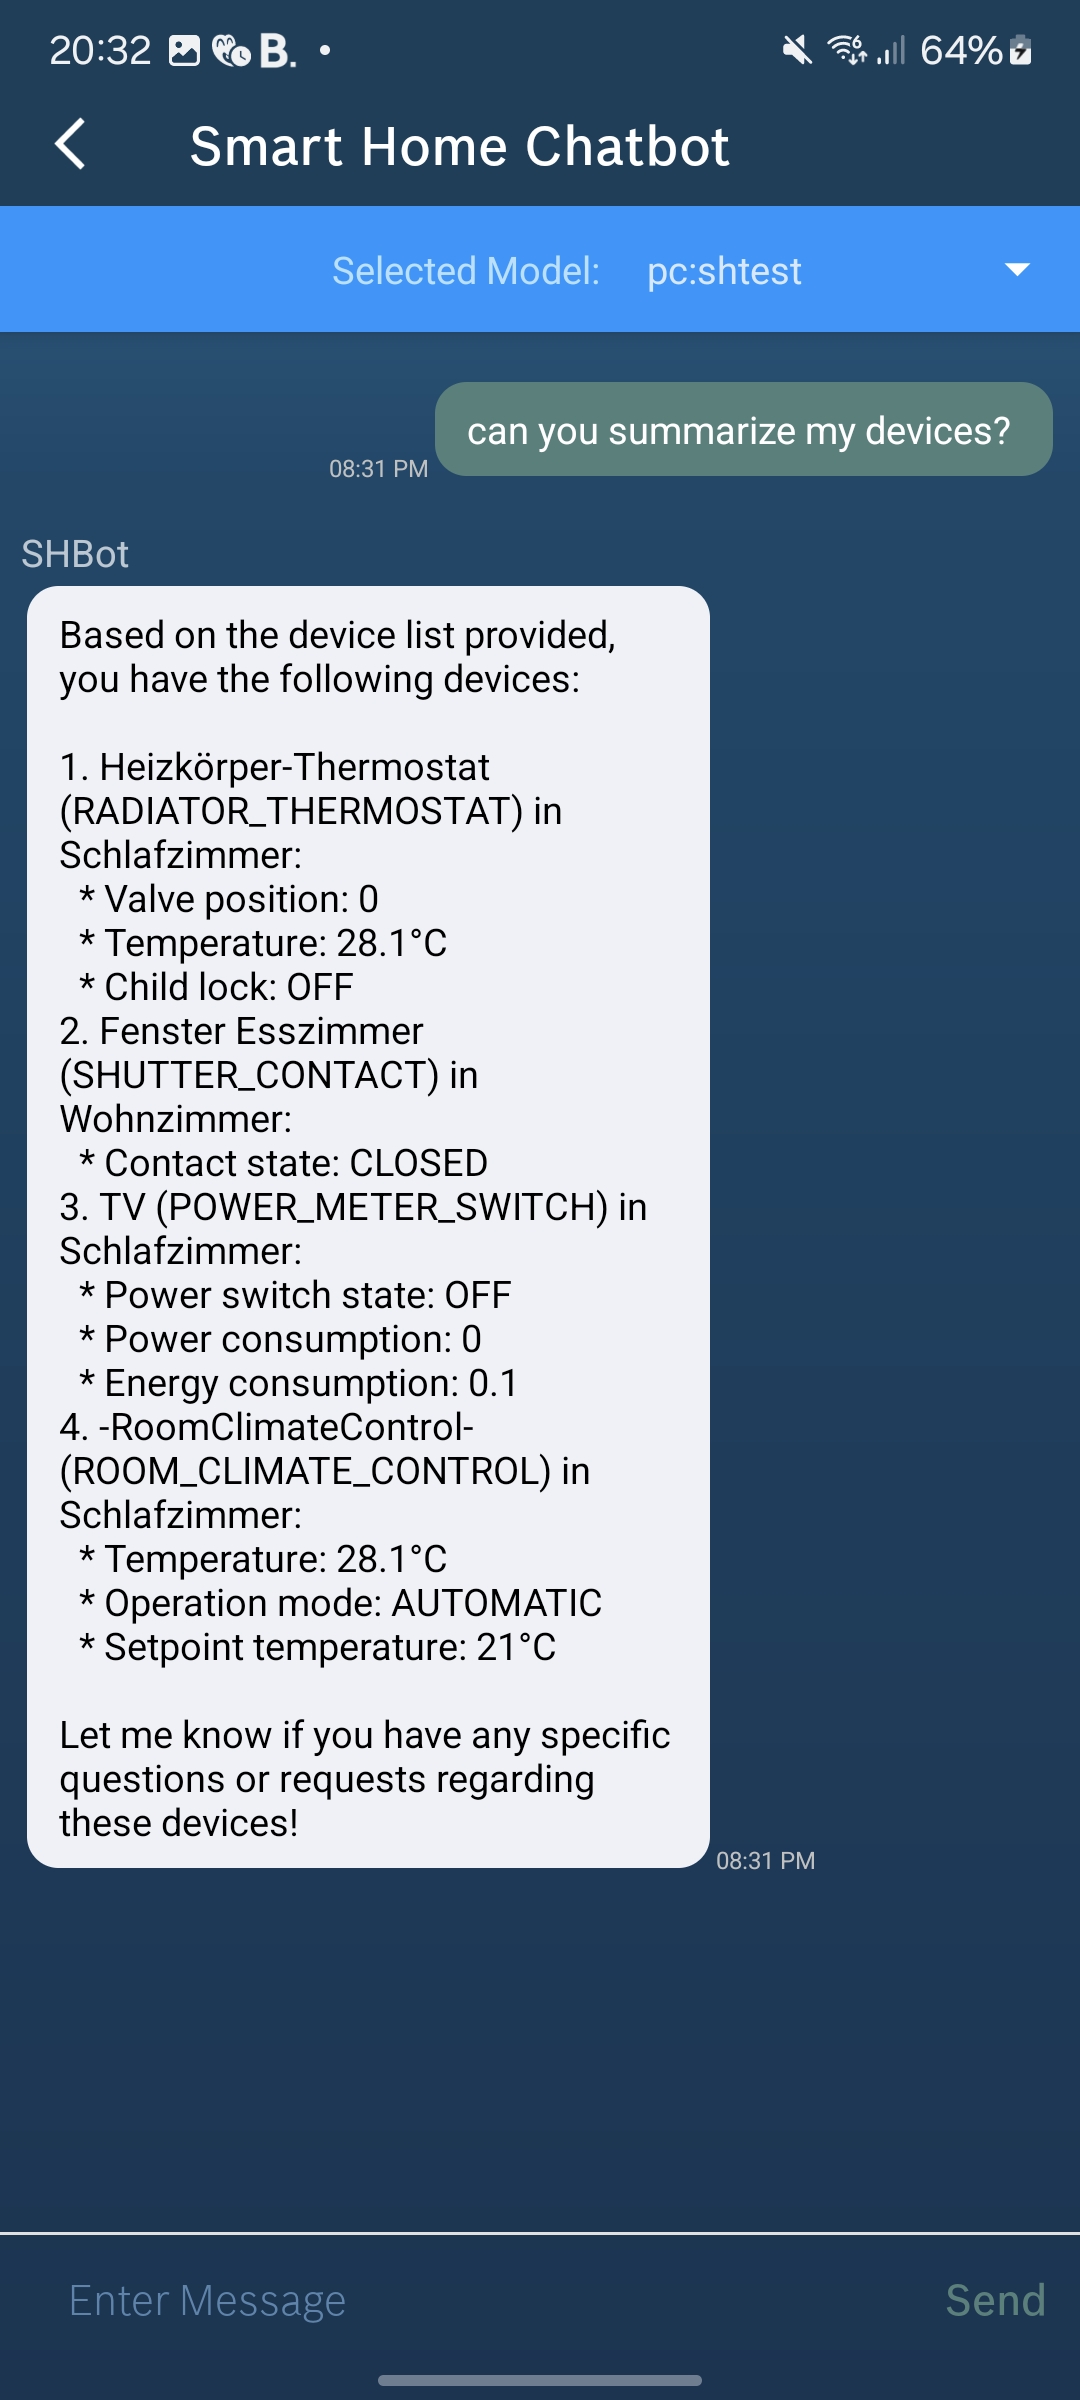 20:32 B. 64%
Smart Home Chatbot
Selected Model: pc:shtest
can you summarize my devices?
08:31 PM
SHBot
Based on the device list provided,
you have the following devices:
1. Heizkörper-Thermostat
(RADIATOR_THERMOSTAT) in
Schlafzimmer:
* Valve position: 0
* Temperature: 28.1°C
* Child lock: OFF
2. Fenster Esszimmer
(SHUTTER_CONTACT) in
Wohnzimmer:
* Contact state: CLOSED
3. TV (POWER_METER_SWITCH) in
Schlafzimmer:
* Power switch state: OFF
* Power consumption: 0
* Energy consumption: 0.1
4. -RoomClimateControl-
(ROOM_CLIMATE_CONTROL) in
Schlafzimmer:
* Temperature: 28.1°C
* Operation mode: AUTOMATIC
* Setpoint temperature: 21°C
Let me know if you have any specific
questions or requests regarding
these devices!
08:31 PM
Enter Message Send